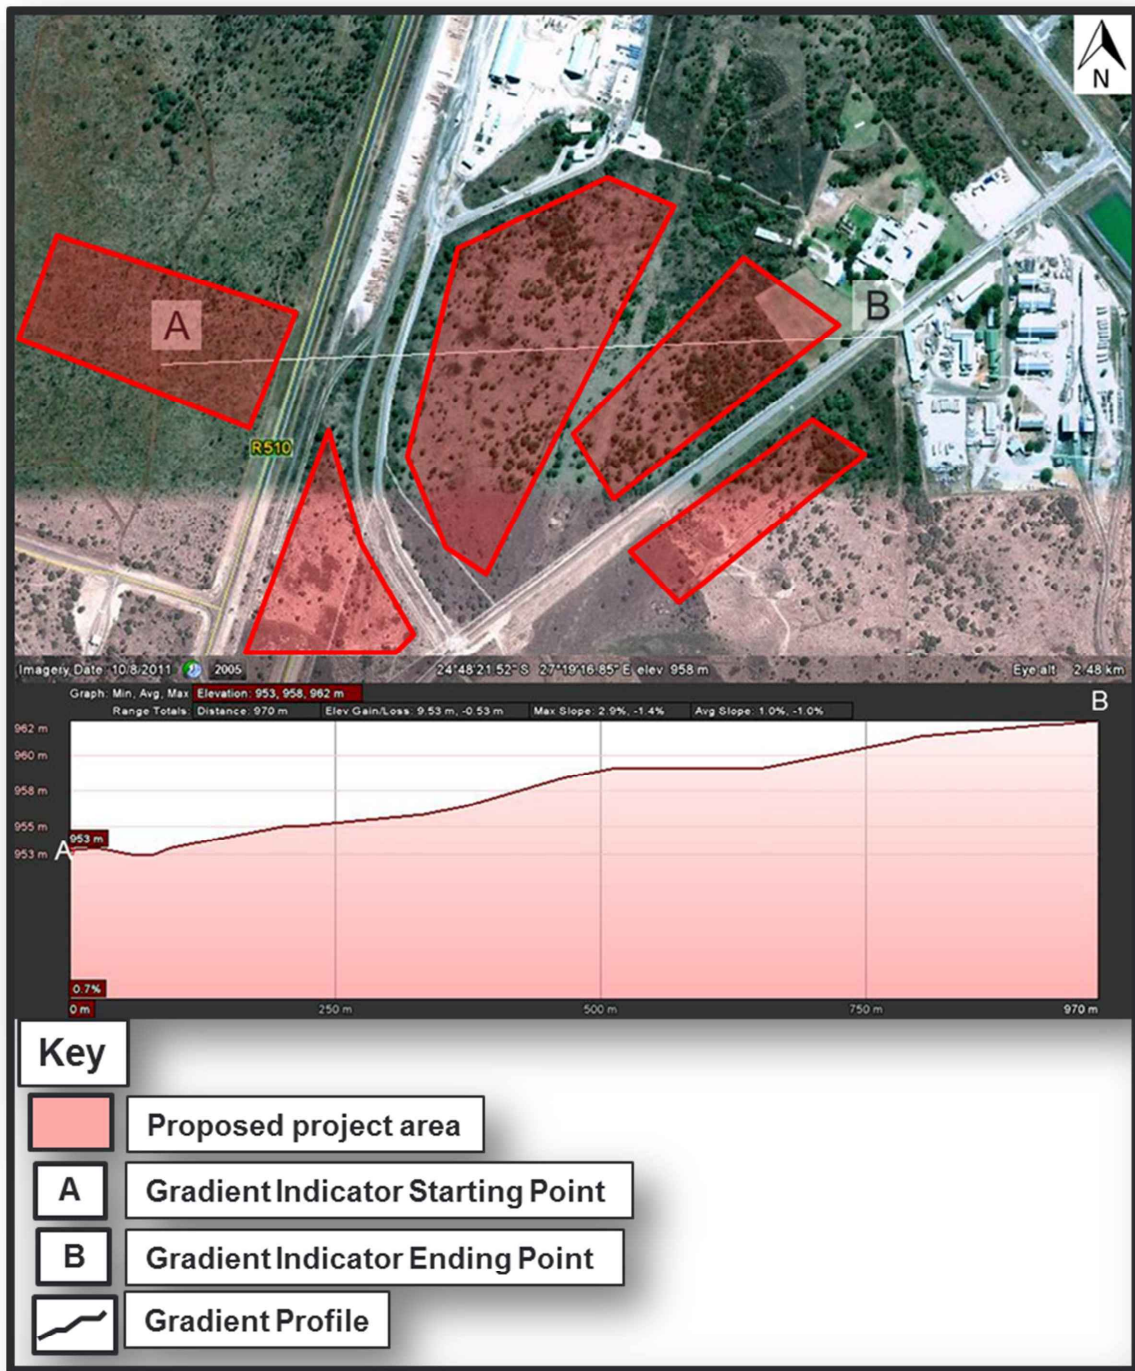 N
A
B
R510
Imagery Date 10/8/2011 2005 24°48'21.52" S 27°19'16.85" E elev 958 m Eye alt 2.48 km
Graph: Min, Avg, Max Elevation: 953, 958, 962 m
Range Totals: Distance: 970 m Elev Gain/Loss: 9.53 m, -0.53 m Max Slope: 2.9%, -1.4% Avg Slope: 1.0%, -1.0%
B
962 m
960 m
958 m
955 m
953 m
953 m
A
0.7%
0 m 250 m 500 m 750 m 970 m
Key
Proposed project area
A Gradient Indicator Starting Point
B Gradient Indicator Ending Point
Gradient Profile